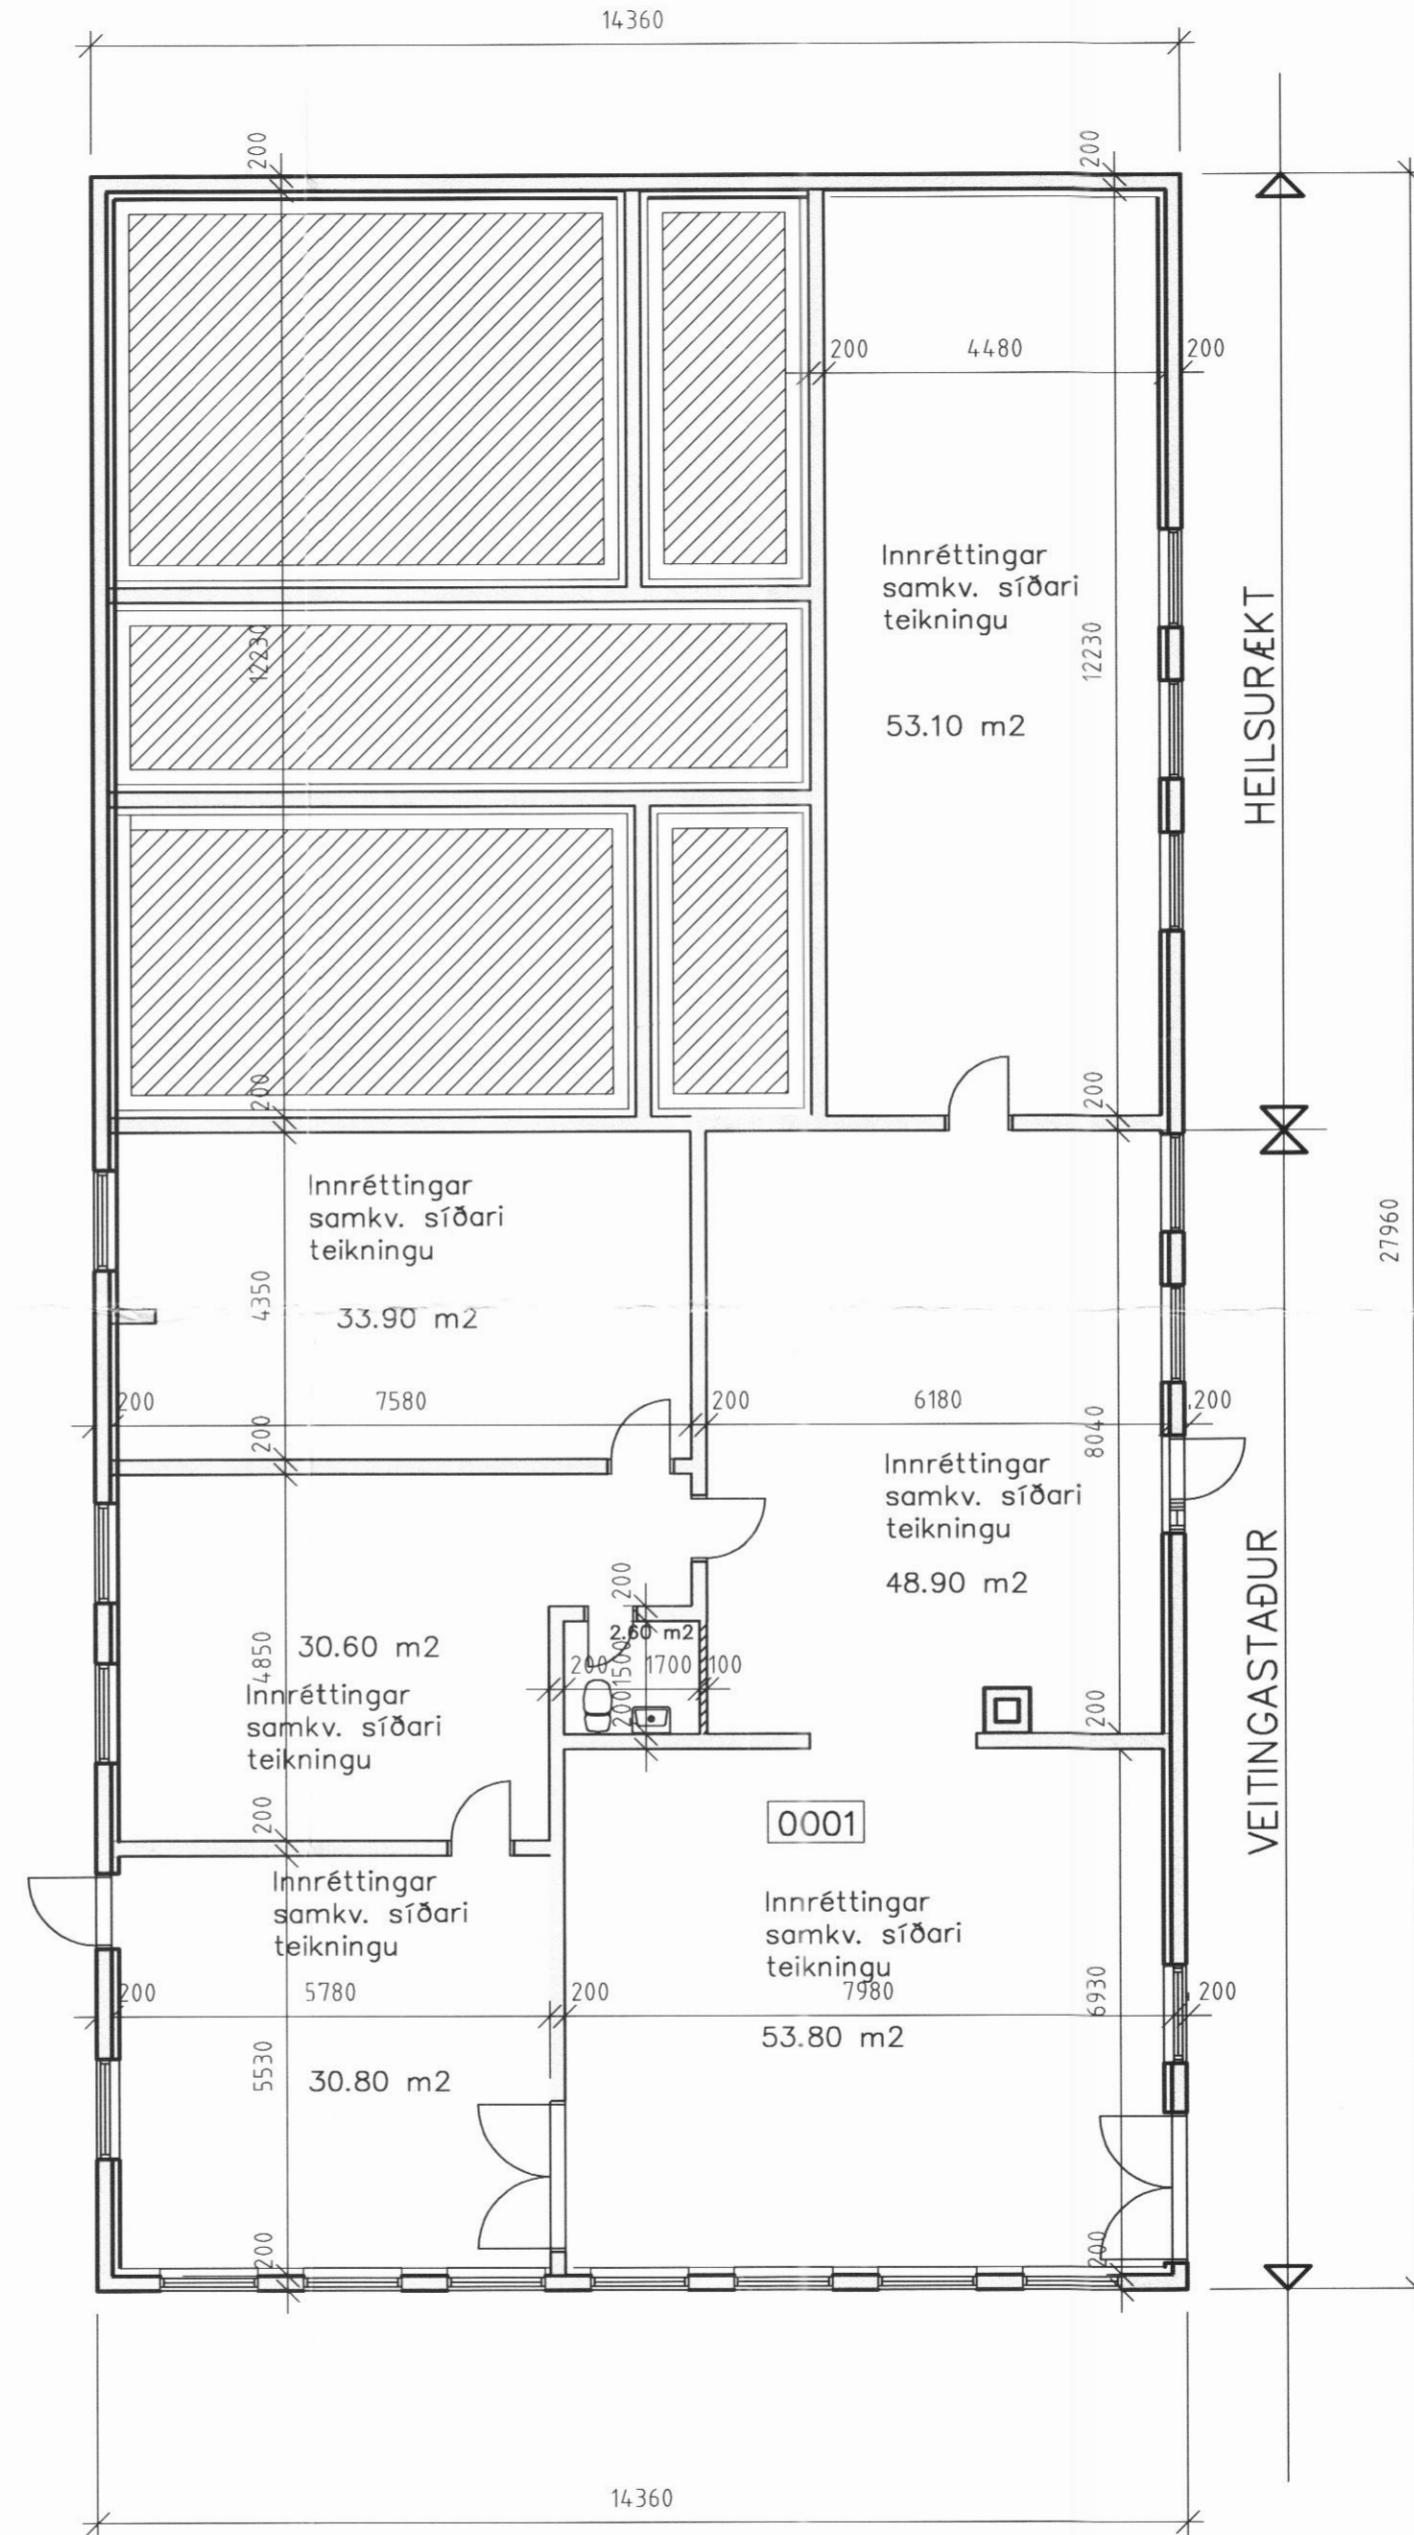 14360
200
200
200
4480
200
Innréttingar
samkv. síðari
teikningu
12230
12230
53.10 m2
HEILSURÆKT
200
200
Innréttingar
samkv. síðari
teikningu
33.90 m2
4350
27960
200
7580
200
6180
200
200
8040
Innréttingar
samkv. síðari
teikningu
48.90 m2
200
2.60 m2
200
1500
1700
100
200
30.60 m2
4850
Innréttingar
samkv. síðari
teikningu
200
VEITINGASTAÐUR
200
0001
Innréttingar
samkv. síðari
teikningu
Innréttingar
samkv. síðari
teikningu
200
5780
200
7980
6930
200
53.80 m2
5530
30.80 m2
200
200
14360